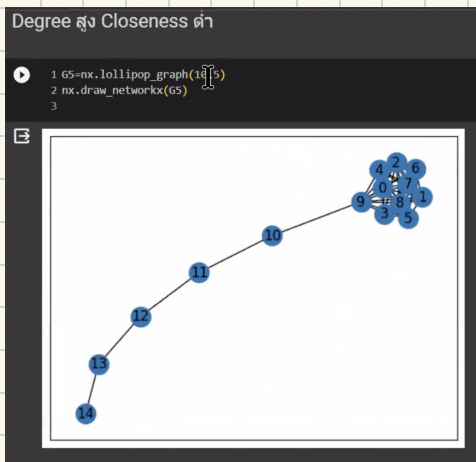 Degree สูง Closeness ต่ำ
1 G5=nx.lollipop_graph(10,5)
2 nx.draw_networkx(G5)
3
2
4 6
0 7
9 8 1
3 5
10
11
12
13
14